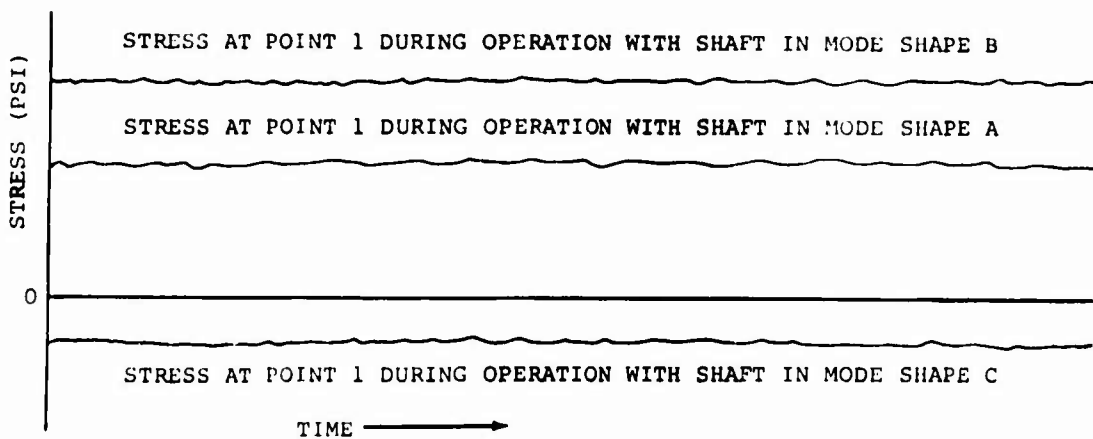 STRESS AT POINT 1 DURING OPERATION WITH SHAFT IN MODE SHAPE B
STRESS (PSI)
STRESS AT POINT 1 DURING OPERATION WITH SHAFT IN MODE SHAPE A
0
STRESS AT POINT 1 DURING OPERATION WITH SHAFT IN MODE SHAPE C
TIME